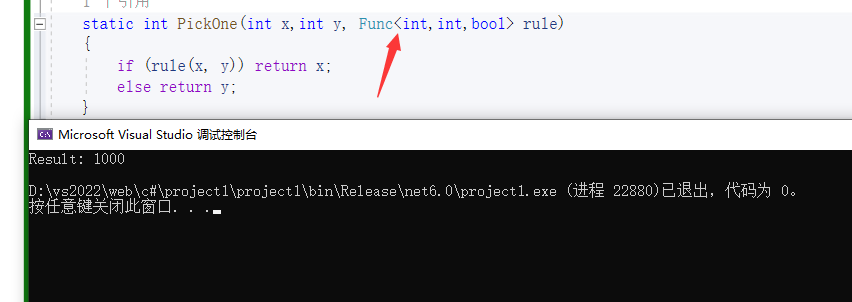 1 个引用
static int PickOne(int x,int y, Func<int,int,bool> rule)
{
if (rule(x, y)) return x;
else return y;
}
Microsoft Visual Studio 调试控制台
Result: 1000
D:\vs2022\web\c#\project1\project1\bin\Release\net6.0\project1.exe (进程 22880)已退出，代码为 0。
按任意键关闭此窗口. . .